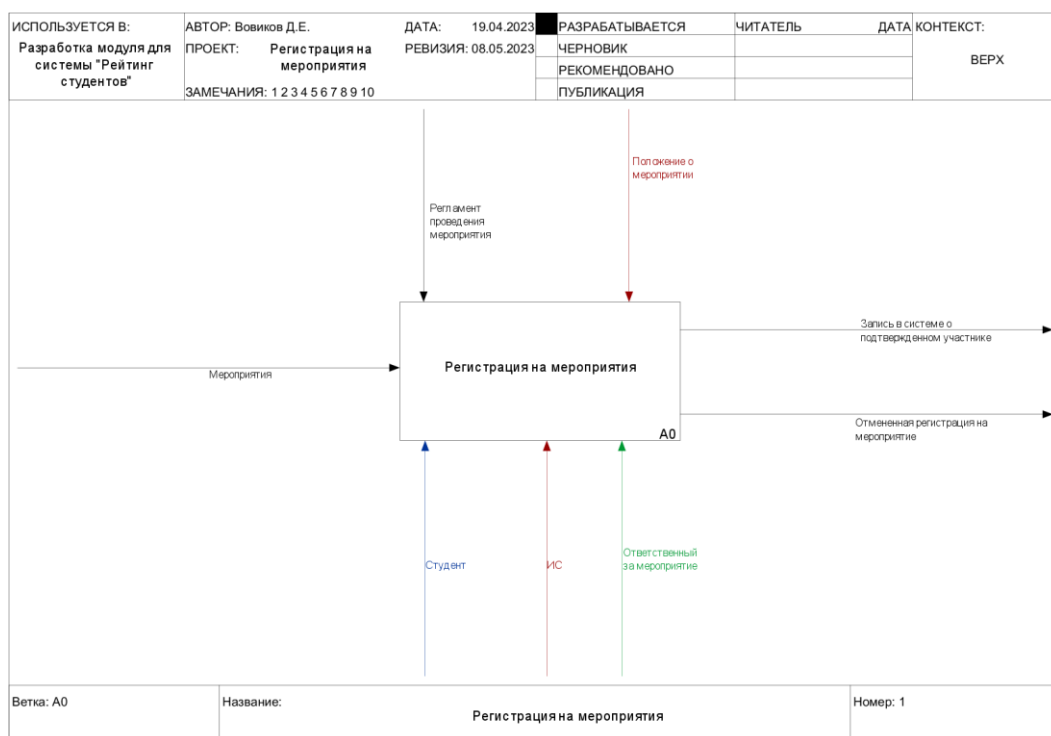 ИСПОЛЬЗУЕТСЯ В:
Разработка модуля для
системы "Рейтинг
студентов"
АВТОР: Вовиков Д.Е.
ДАТА: 19.04.2023
ПРОЕКТ: Регистрация на
мероприятия
РЕВИЗИЯ: 08.05.2023
ЗАМЕЧАНИЯ: 1 2 3 4 5 6 7 8 9 10
РАЗРАБАТЫВАЕТСЯ
ЧЕРНОВИК
РЕКОМЕНДОВАНО
ПУБЛИКАЦИЯ
ЧИТАТЕЛЬ
ДАТА
КОНТЕКСТ:
ВЕРХ
Положение о
мероприятии
Регламент
проведения
мероприятия
Запись в системе о
подтвержденном участнике
Мероприятия
Регистрация на мероприятия
A0
Отмененная регистрация на
мероприятие
Студент
ИС
Ответственный
за мероприятие
Ветка: A0
Название:
Регистрация на мероприятия
Номер: 1